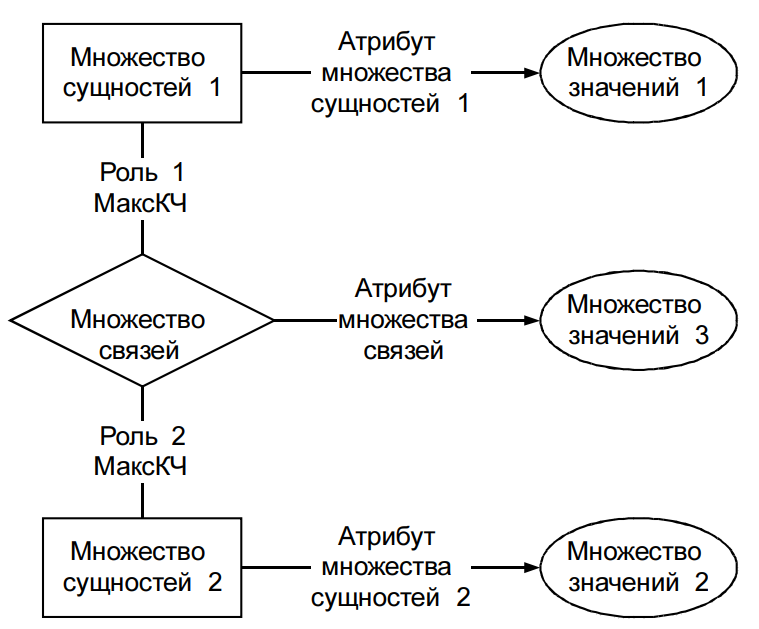 Множество
сущностей 1
Атрибут
множества
сущностей 1
Множество
значений 1
Роль 1
МаксКЧ
Множество
связей
Атрибут
множества
связей
Множество
значений 3
Роль 2
МаксКЧ
Множество
сущностей 2
Атрибут
множества
сущностей 2
Множество
значений 2